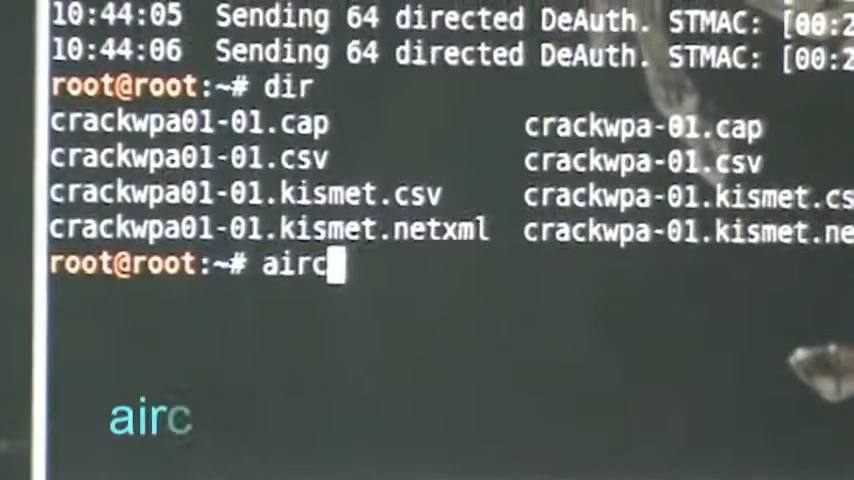 10:44:05 Sending 64 directed DeAuth. STMAC: [00:2
10:44:06 Sending 64 directed DeAuth. STMAC: [00:2
root@root:~# dir
crackwpa01-01.cap crackwpa-01.cap
crackwpa01-01.csv crackwpa-01.csv
crackwpa01-01.kismet.csv crackwpa-01.kismet.cs
crackwpa01-01.kismet.netxml crackwpa-01.kismet.ne
root@root:~# airc
airc